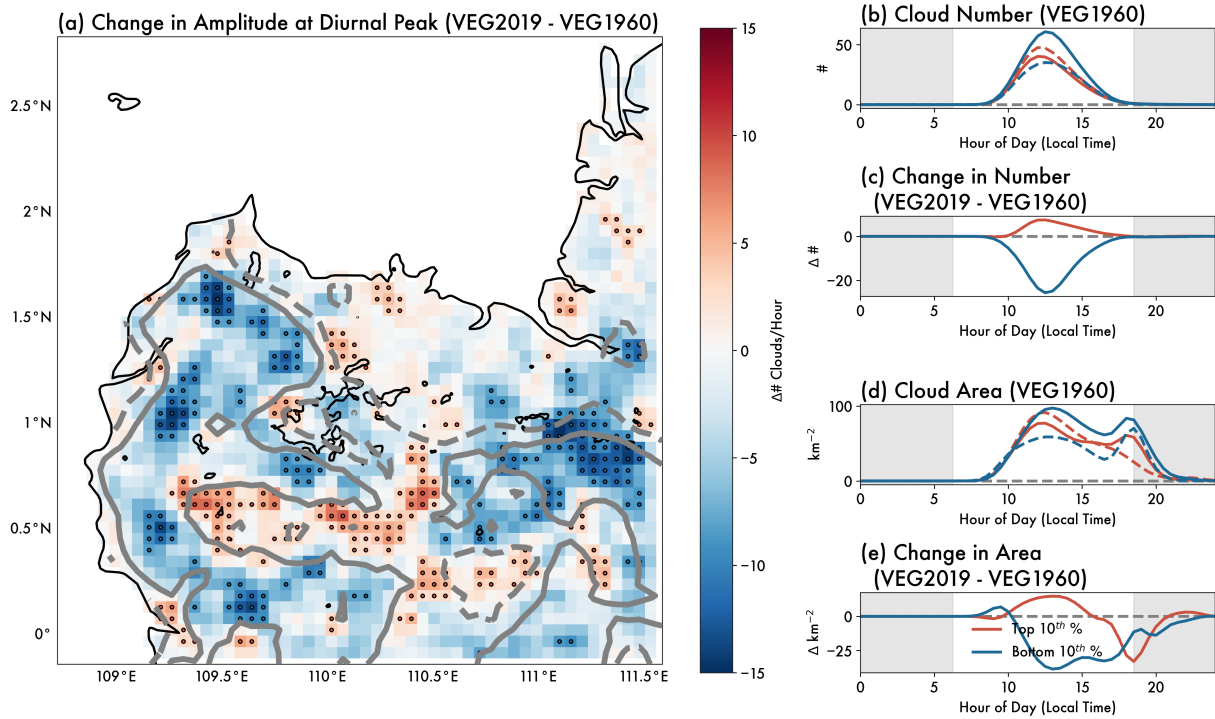 (a) Change in Amplitude at Diurnal Peak (VEG2019 - VEG1960)
2.5°N
2°N
1.5°N
1°N
0.5°N
0°
109°E
109.5°E
110°E
110.5°E
111°E
111.5°E
15
10
5
0
−5
−10
−15
Δ# Clouds/Hour
(b) Cloud Number (VEG1960)
50
0
#
0
5
10
15
20
Hour of Day (Local Time)
(c) Change in Number
(VEG2019 - VEG1960)
0
−20
Δ #
0
5
10
15
20
Hour of Day (Local Time)
(d) Cloud Area (VEG1960)
100
0
km⁻²
0
5
10
15
20
Hour of Day (Local Time)
(e) Change in Area
(VEG2019 - VEG1960)
0
−25
Δ km⁻²
Top 10th %
Bottom 10th %
0
5
10
15
20
Hour of Day (Local Time)